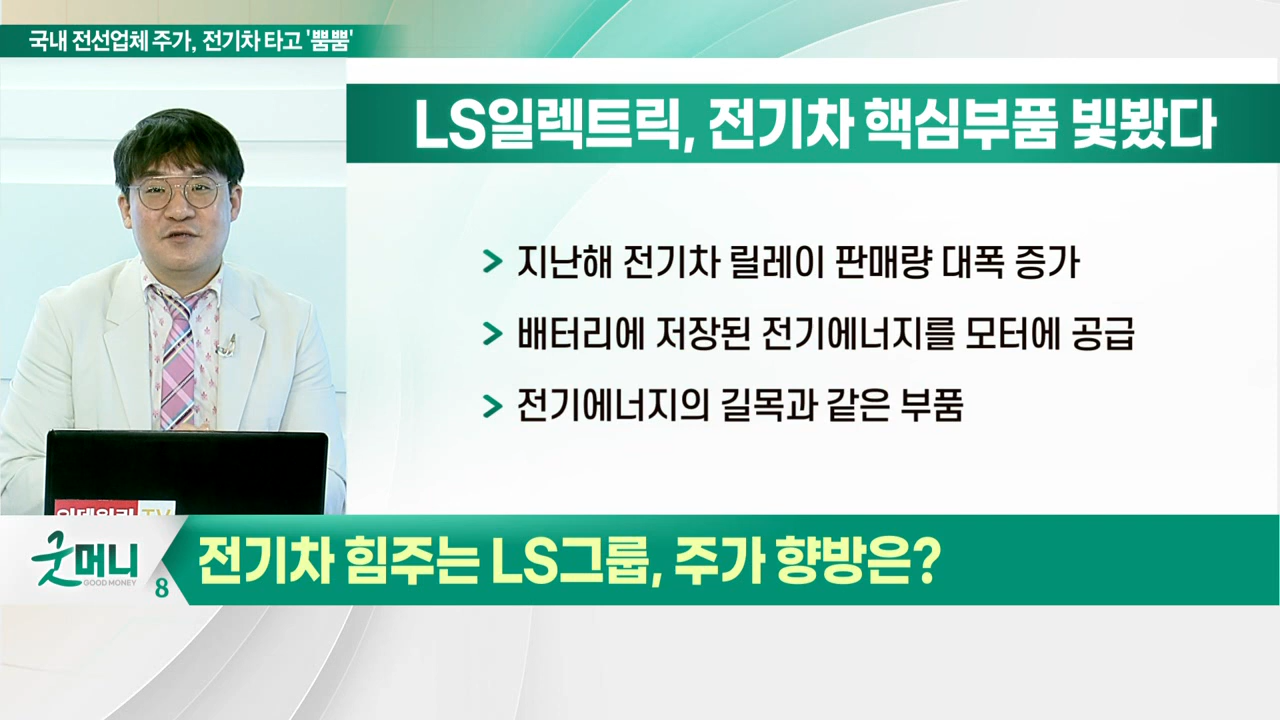 국내 전선업체 주가, 전기차 타고 '뿜뿜'
LS일렉트릭, 전기차 핵심부품 빛봤다
> 지난해 전기차 릴레이 판매량 대폭 증가
> 배터리에 저장된 전기에너지를 모터에 공급
> 전기에너지의 길목과 같은 부품
이데일리 TV
굿머니
GOOD MONEY
8
전기차 힘주는 LS그룹, 주가 향방은?